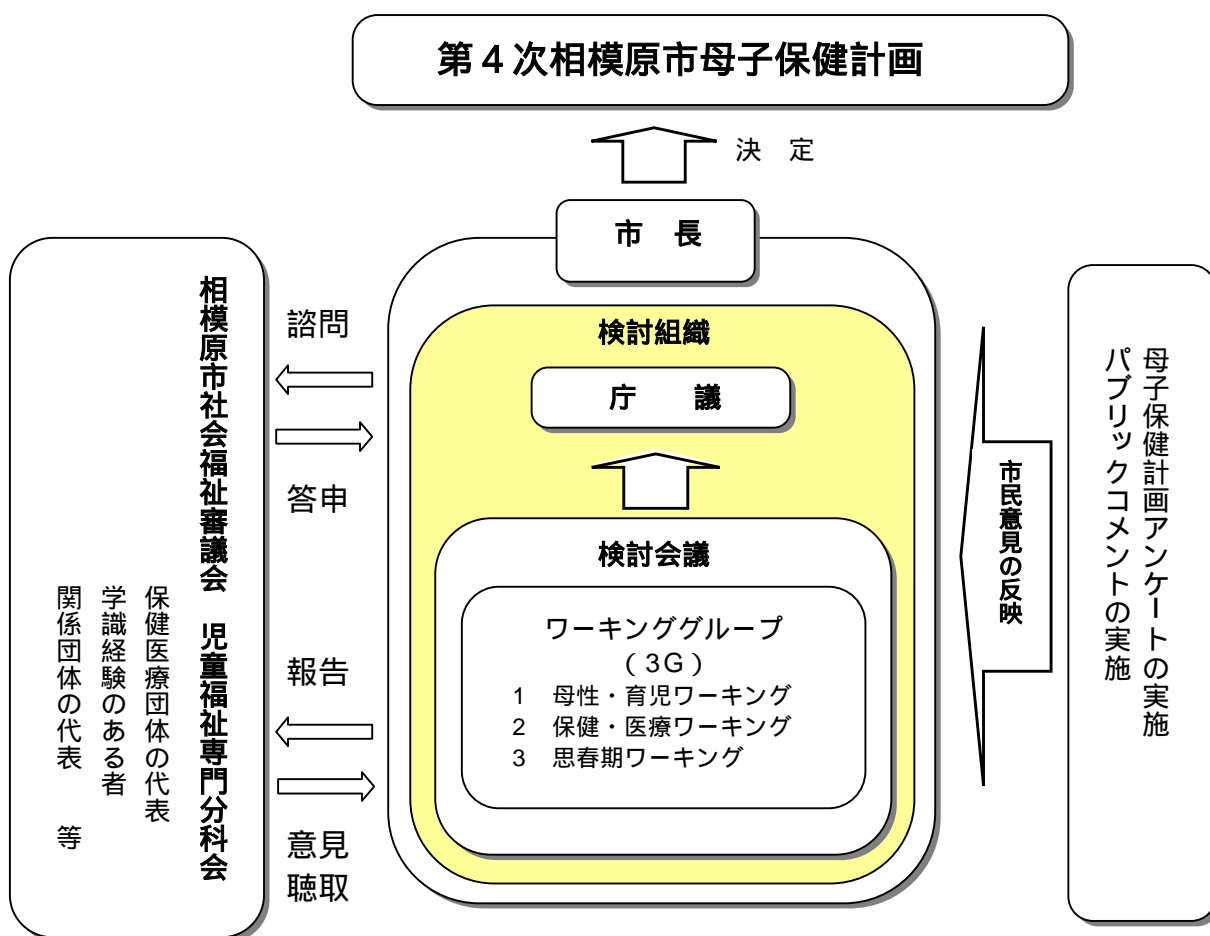 第4次相模原市母子保健計画
決　定
市　長
相模原市社会福祉審議会　児童福祉専門分科会
保健医療団体の代表
学識経験のある者
関係団体の代表　等
諮問
答申
報告
意見
聴取
検討組織
庁　議
検討会議
ワーキンググループ
（3G）
1　母性・育児ワーキング
2　保健・医療ワーキング
3　思春期ワーキング
市民意見の反映
母子保健計画アンケートの実施
パブリックコメントの実施